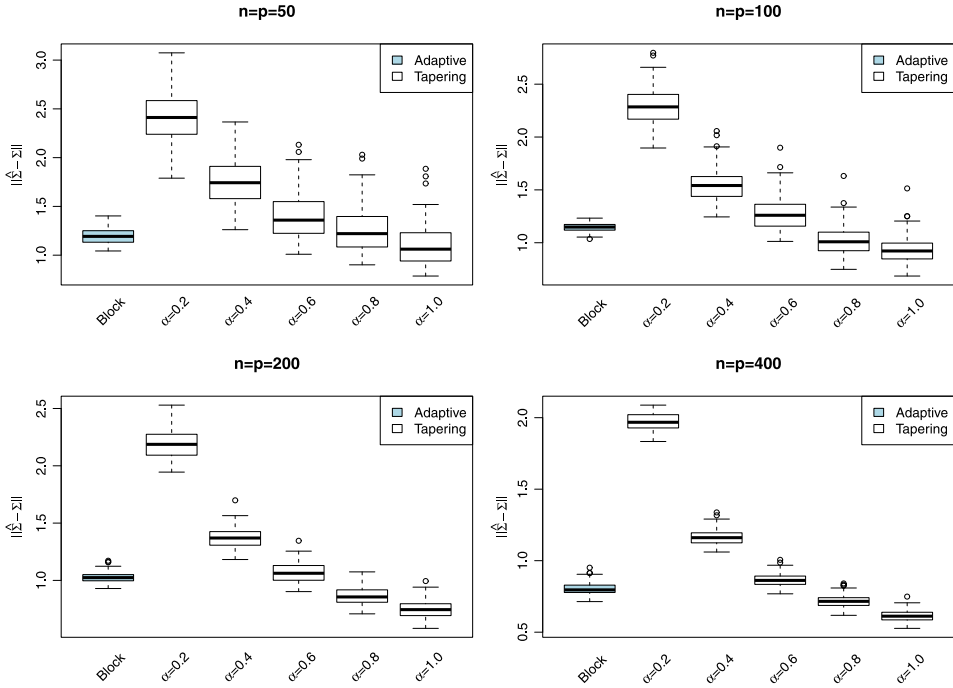 n=p=50
||Σ̂−Σ||
3.0
2.5
2.0
1.5
1.0
Adaptive
Tapering
Block
α=0.2
α=0.4
α=0.6
α=0.8
α=1.0
n=p=100
||Σ̂−Σ||
2.5
2.0
1.5
1.0
Adaptive
Tapering
Block
α=0.2
α=0.4
α=0.6
α=0.8
α=1.0
n=p=200
||Σ̂−Σ||
2.5
2.0
1.5
1.0
Adaptive
Tapering
Block
α=0.2
α=0.4
α=0.6
α=0.8
α=1.0
n=p=400
||Σ̂−Σ||
2.0
1.5
1.0
0.5
Adaptive
Tapering
Block
α=0.2
α=0.4
α=0.6
α=0.8
α=1.0